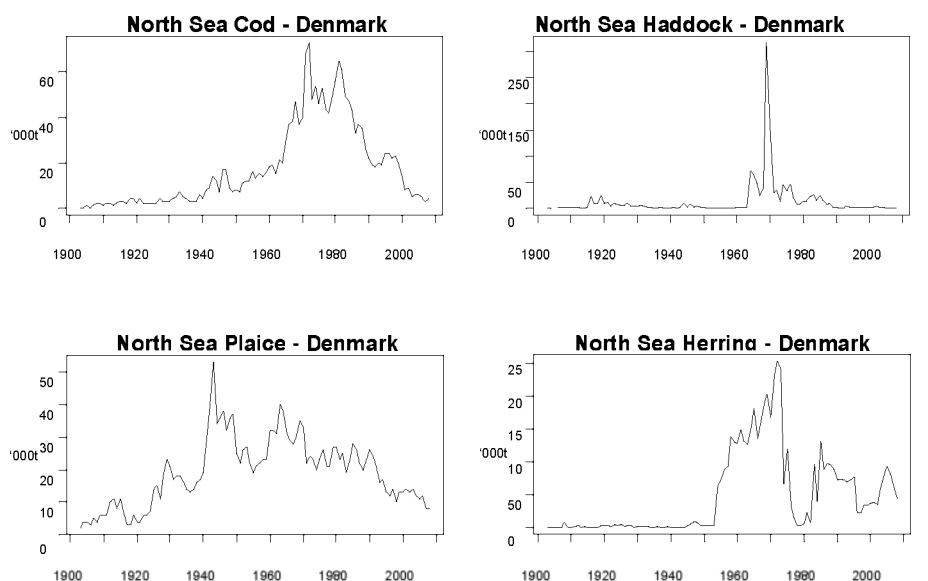 North Sea Cod - Denmark
60
40
'000t
20
0
1900 1920 1940 1960 1980 2000
North Sea Haddock - Denmark
250
'000t 150
50
0
1900 1920 1940 1960 1980 2000
North Sea Plaice - Denmark
50
40
30
'000t
20
10
0
1900 1920 1940 1960 1980 2000
North Sea Herring - Denmark
25
20
15
'000t
10
50
0
1900 1920 1940 1960 1980 2000